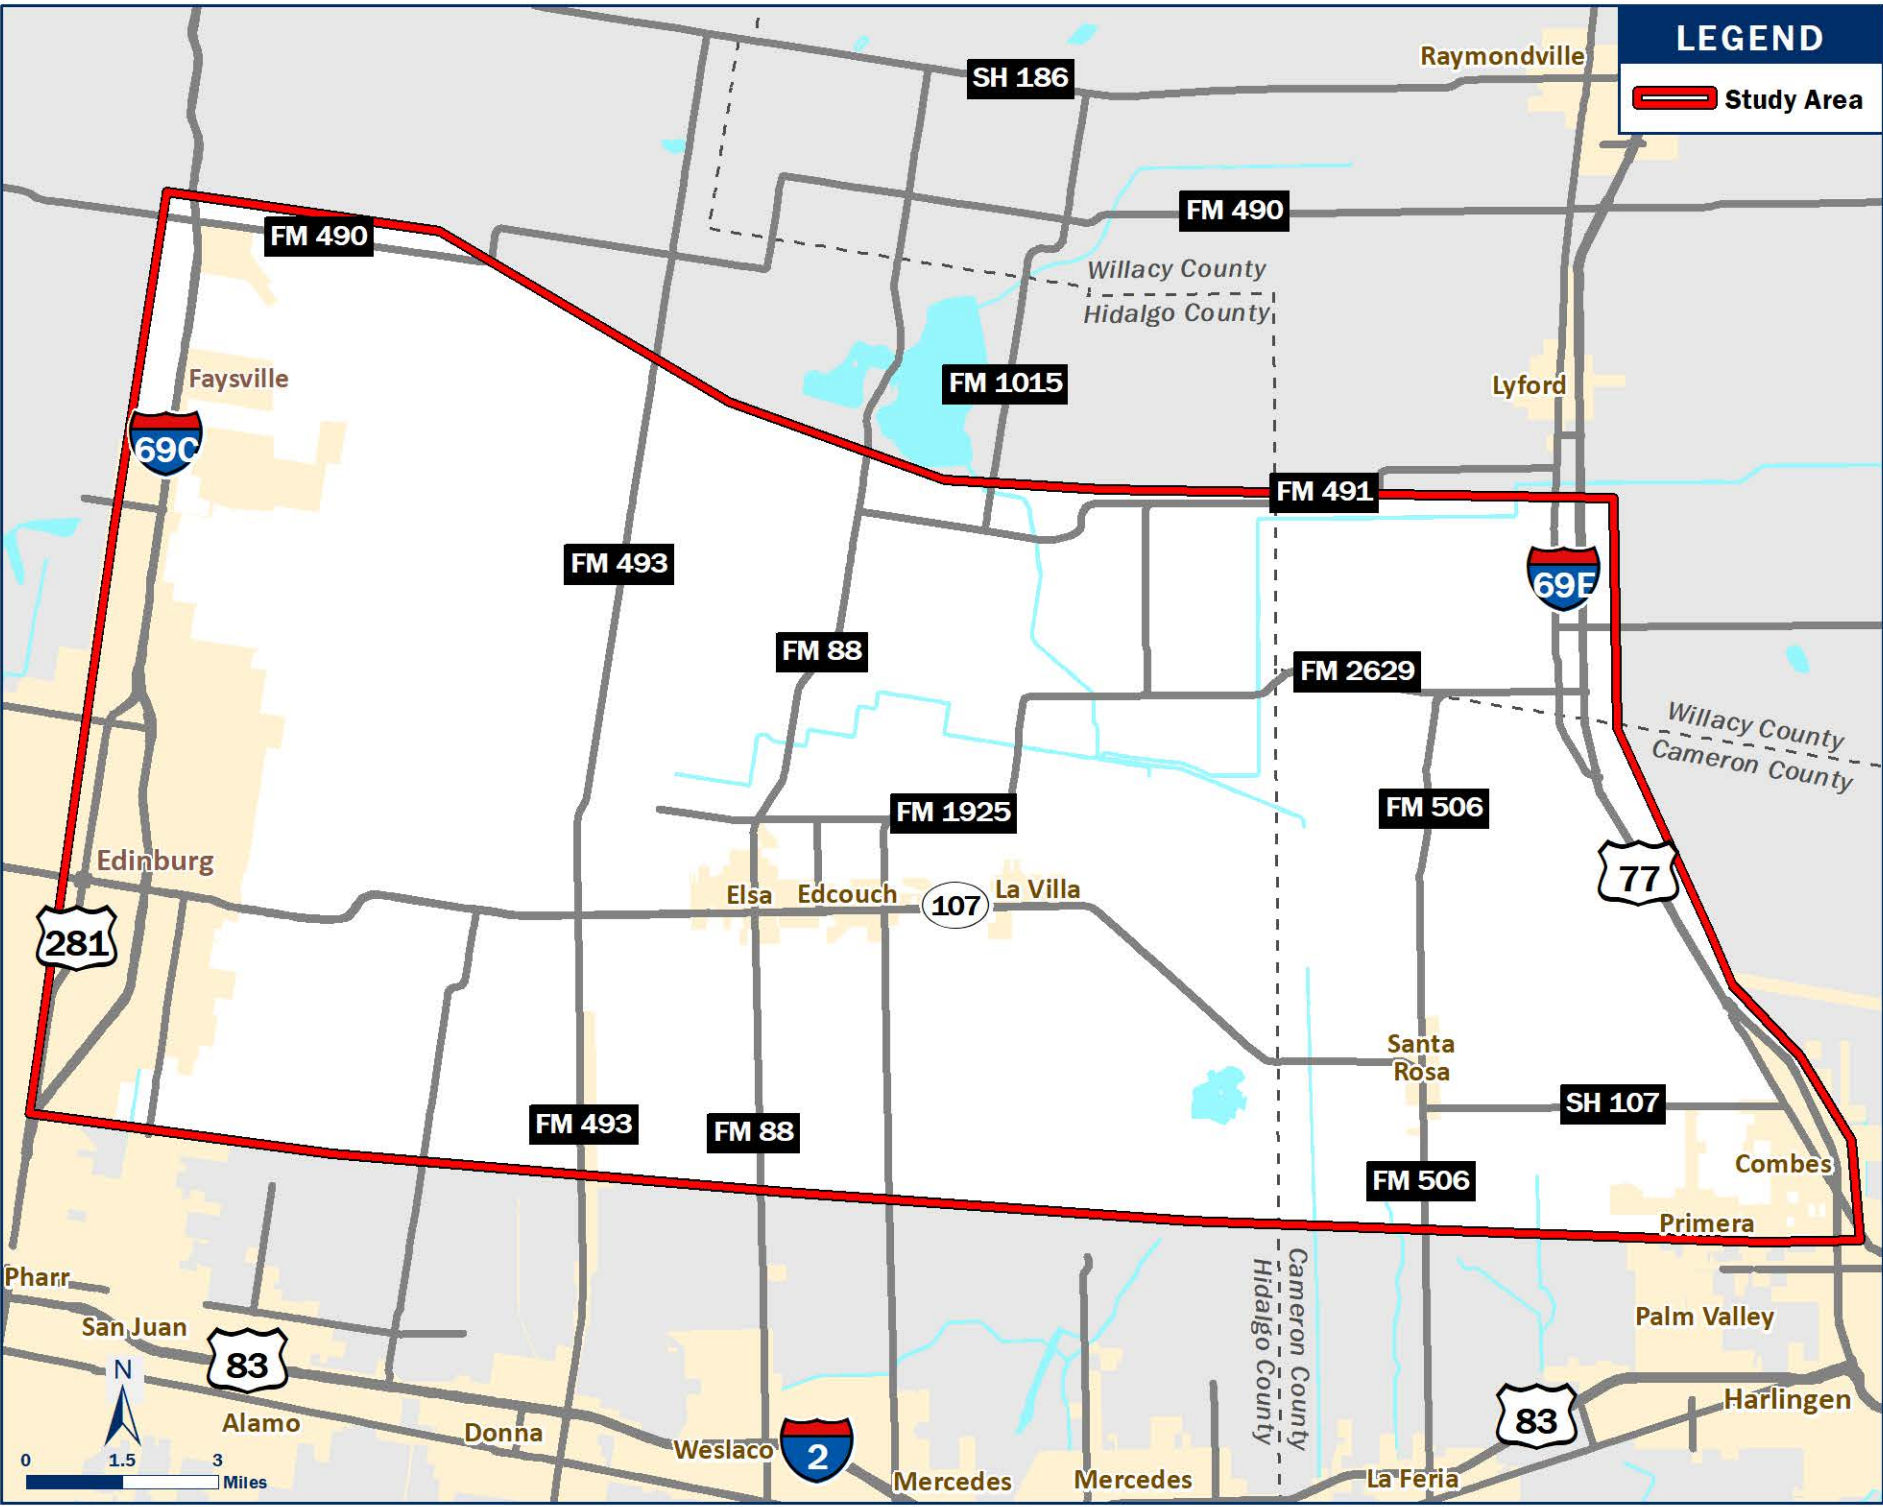 LEGEND
Study Area
Raymondville
SH 186
FM 490
FM 490
Willacy County
Hidalgo County
Faysville
FM 1015
Lyford
69C
FM 491
FM 493
69E
FM 88
FM 2629
Willacy County
Cameron County
FM 1925
FM 506
Edinburg
77
Elsa
Edcouch
107
La Villa
281
Santa
Rosa
SH 107
FM 493
FM 88
Combes
FM 506
Primera
Pharr
Cameron County
Hidalgo County
San Juan
Palm Valley
83
N
Alamo
Donna
Harlingen
83
Weslaco
2
Mercedes
Mercedes
La Feria
0 1.5 3
Miles